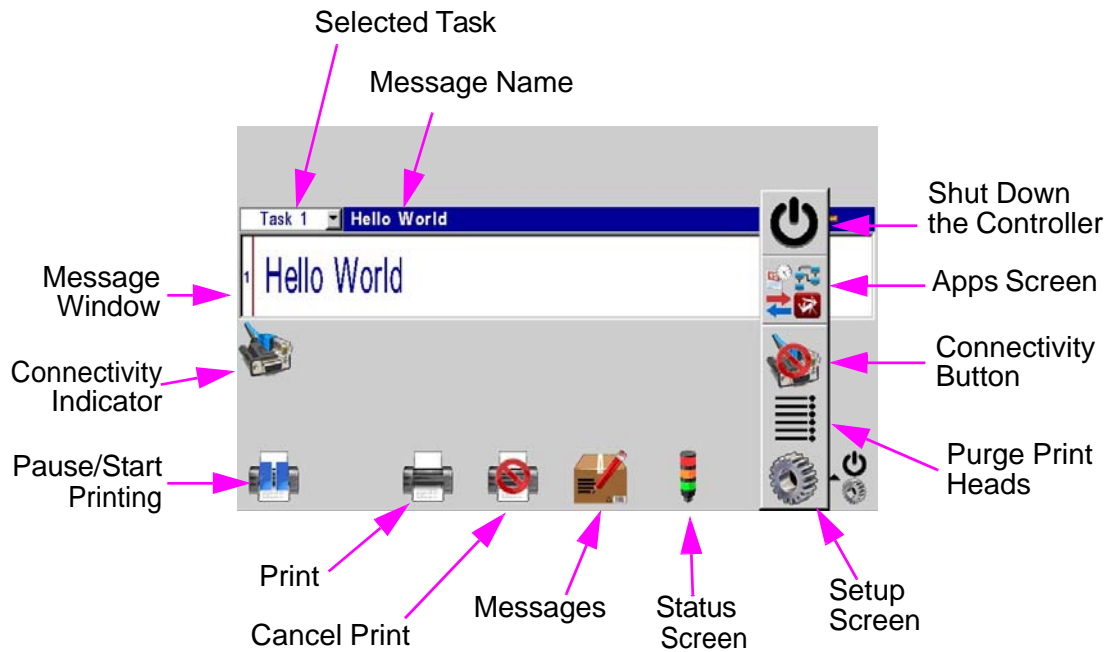 Selected Task
Message Name
Shut Down
the Controller
Task 1
Hello World
Message
Window
1
Hello World
Apps Screen
Connectivity
Indicator
Connectivity
Button
Pause/Start
Printing
Purge Print
Heads
Print
Cancel Print
Messages
Status
Screen
Setup
Screen